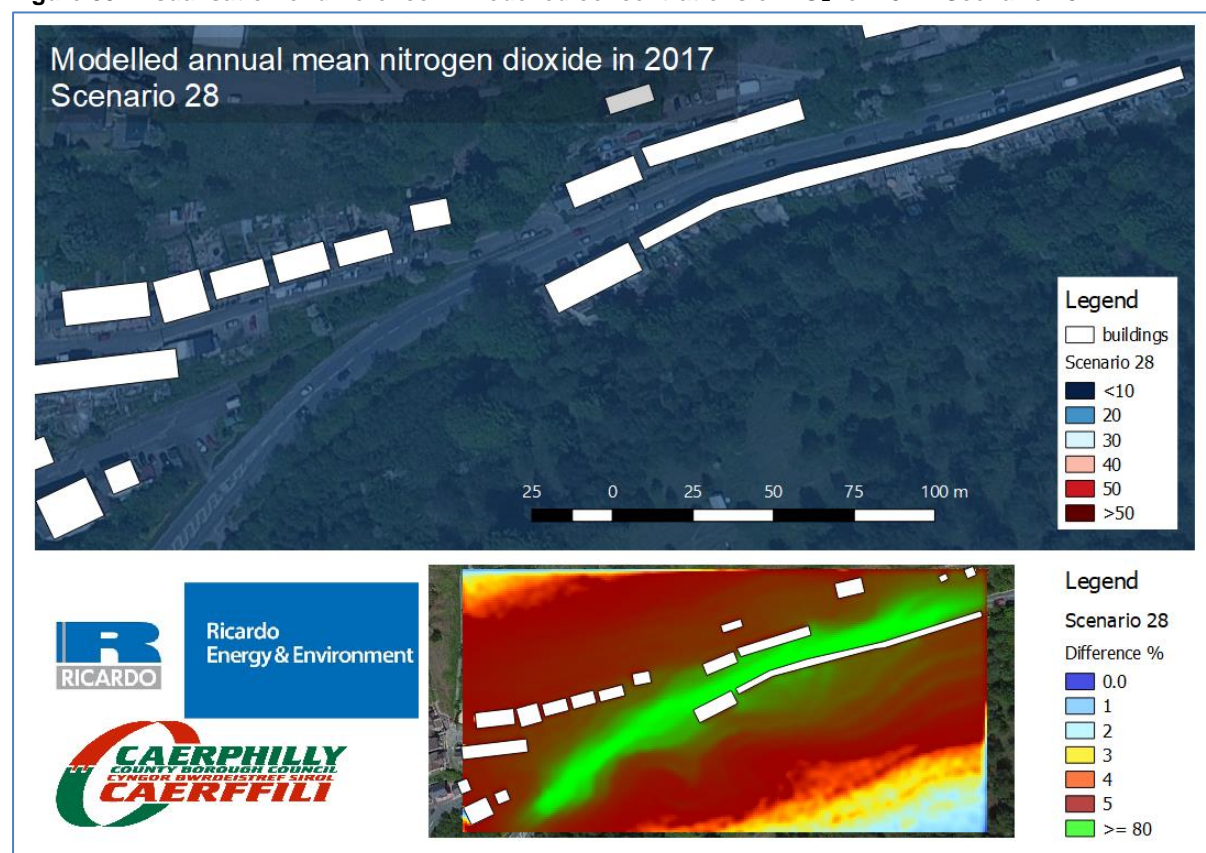 Modelled annual mean nitrogen dioxide in 2017
Scenario 28
Legend
buildings
Scenario 28
<10
20
30
40
50
>50
25 0 25 50 75 100 m
R
RICARDO
Ricardo
Energy & Environment
CAERPHILLY
COUNTY BOROUGH COUNCIL
CYNGOR BWRDEISTREF SIROL
CAERFFILI
Legend
Scenario 28
Difference %
0.0
1
2
3
4
5
>= 80